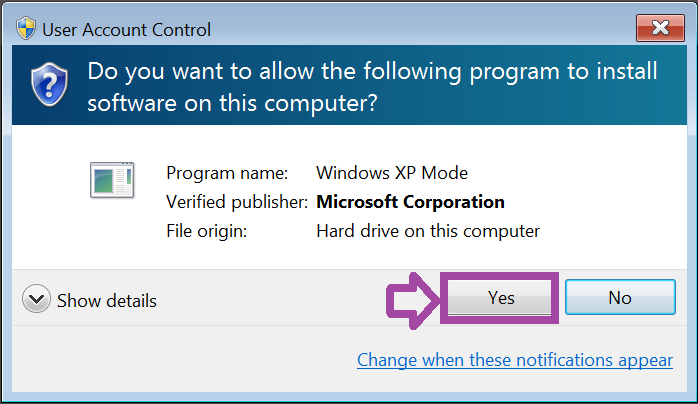 User Account Control
Do you want to allow the following program to install
software on this computer?
Program name: Windows XP Mode
Verified publisher: Microsoft Corporation
File origin: Hard drive on this computer
Show details
Yes
No
Change when these notifications appear